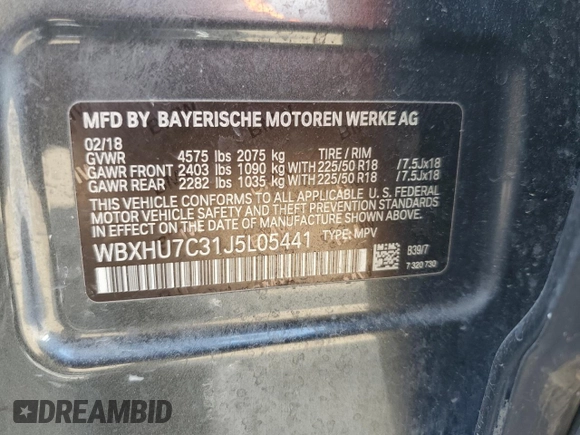 MFD BY BAYERISCHE MOTOREN WERKE AG
02/18
GVWR 4575 lbs 2075 kg TIRE / RIM
GAWR FRONT 2403 lbs 1090 kg WITH 225/50 R18 /7.5Jx18
GAWR REAR 2282 lbs 1035 kg WITH 225/50 R18 /7.5Jx18
THIS VEHICLE CONFORMS TO ALL APPLICABLE U. S. FEDERAL
MOTOR VEHICLE SAFETY AND THEFT PREVENTION STANDARDS
IN EFFECT ON THE DATE OF MANUFACTURE SHOWN ABOVE.
WBXHU7C31J5L05441 TYPE: MPV
B39/7
7 320 730
DREAMBID